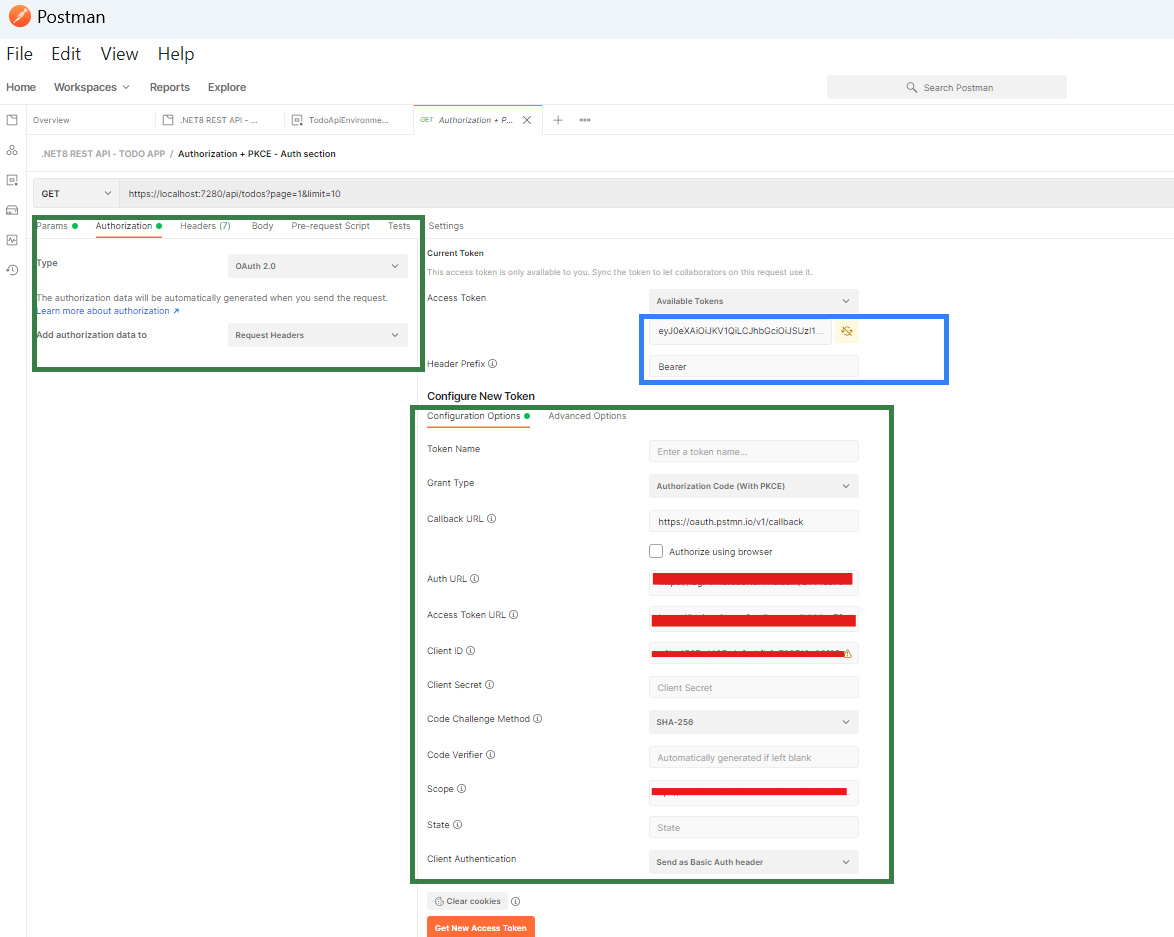 Postman
File Edit View Help
Home Workspaces Reports Explore Search Postman
Overview .NET8 REST API - ... TodoApiEnvironme... GET Authorization + P...
.NET8 REST API - TODO APP / Authorization + PKCE - Auth section
GET https://localhost:7280/api/todos?page=1&limit=10
Params Authorization Headers (7) Body Pre-request Script Tests Settings
Type OAuth 2.0
The authorization data will be automatically generated when you send the request.
Learn more about authorization ↗
Add authorization data to Request Headers
Current Token
This access token is only available to you. Sync the token to let collaborators on this request use it.
Access Token Available Tokens
eyJ0eXAiOiJKV1QiLCJhbGciOiJSUzI1...
Header Prefix Bearer
Configure New Token
Configuration Options Advanced Options
Token Name Enter a token name...
Grant Type Authorization Code (With PKCE)
Callback URL https://oauth.pstmn.io/v1/callback
Authorize using browser
Auth URL
Access Token URL
Client ID
Client Secret Client Secret
Code Challenge Method SHA-256
Code Verifier Automatically generated if left blank
Scope
State State
Client Authentication Send as Basic Auth header
Clear cookies
Get New Access Token